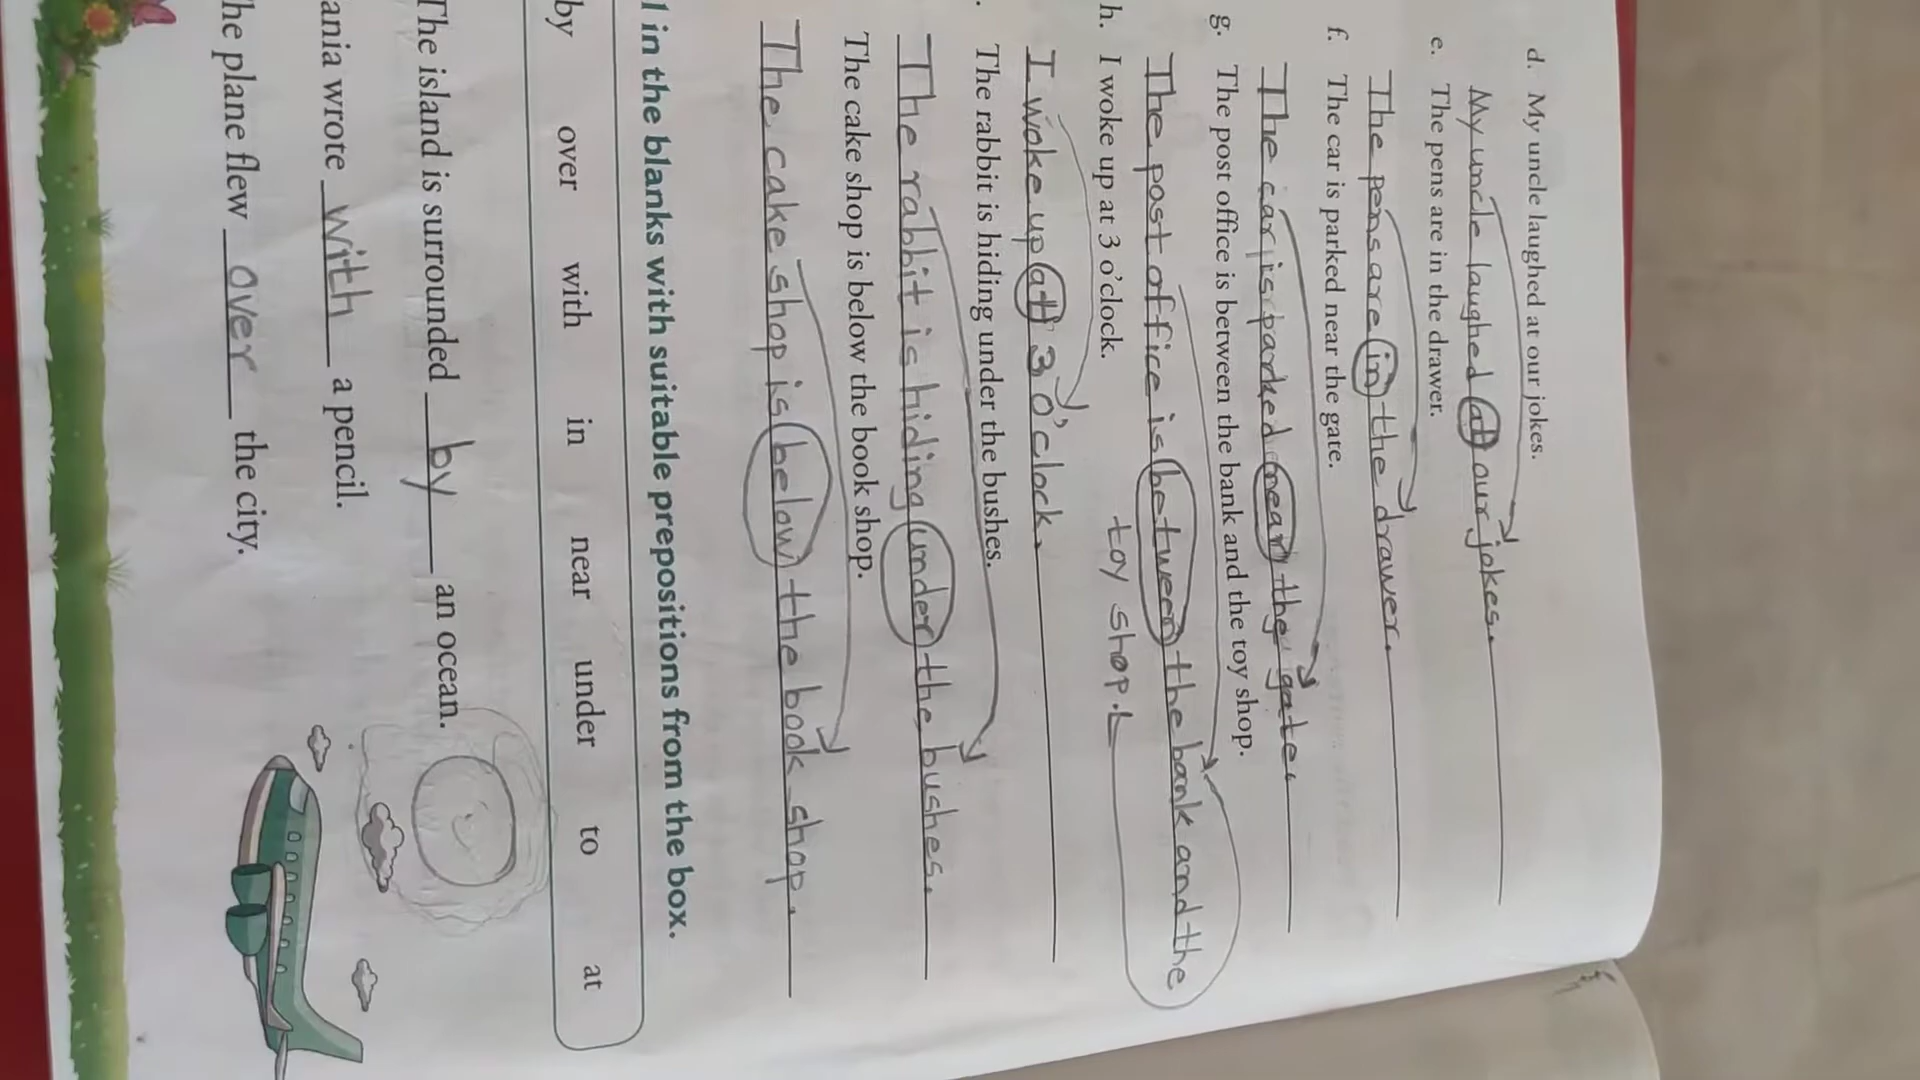 d. My uncle laughed at our jokes.
My uncle laughed at our jokes.
e. The pens are in the drawer.
The pens are in the drawer.
f. The car is parked near the gate.
The car is parked near the gate.
g. The post office is between the bank and the toy shop.
The post office is between the bank and the
toy shop.
h. I woke up at 3 o'clock.
I woke up at 3 o'clock.
. The rabbit is hiding under the bushes.
The rabbit is hiding under the bushes.
The cake shop is below the book shop.
The cake shop is below the book shop.
l in the blanks with suitable prepositions from the box.
by over with in near under to at
The island is surrounded by an ocean.
ania wrote with a pencil.
he plane flew over the city.